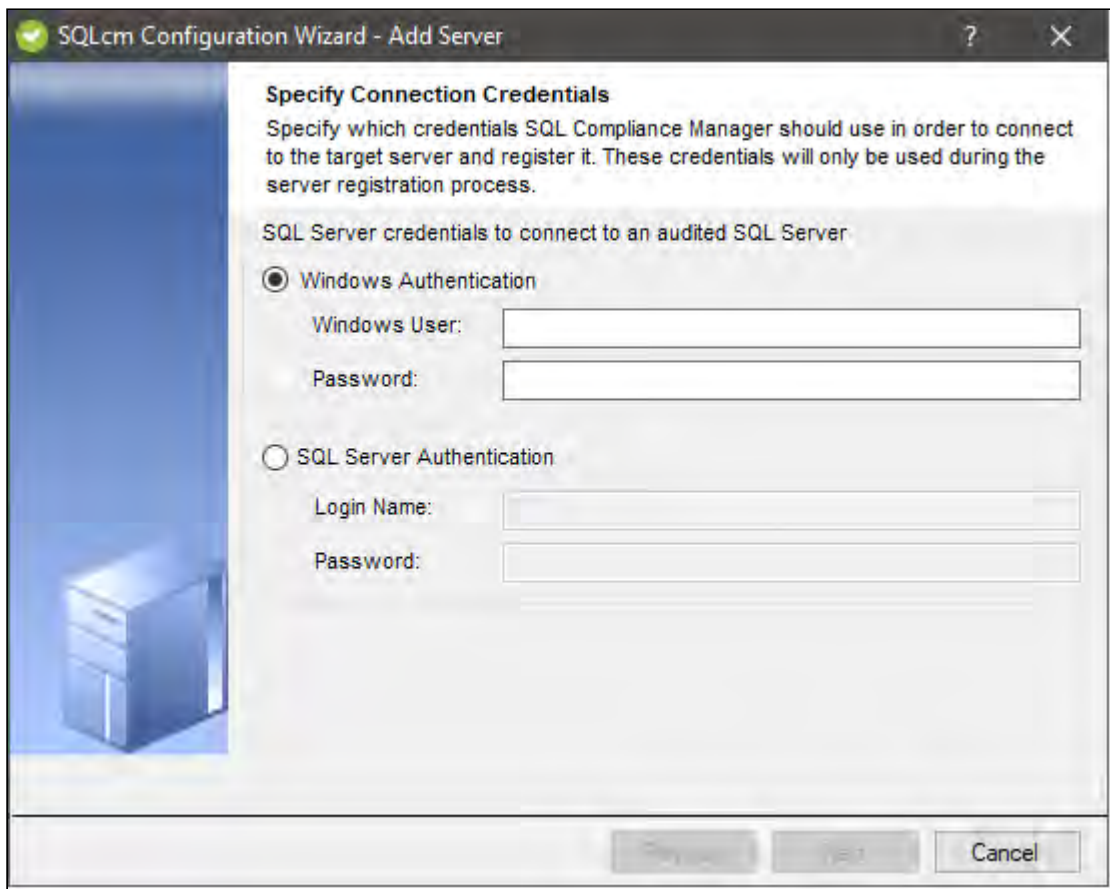 SQLcm Configuration Wizard - Add Server ? ×
Specify Connection Credentials
Specify which credentials SQL Compliance Manager should use in order to connect
to the target server and register it. These credentials will only be used during the
server registration process.
SQL Server credentials to connect to an audited SQL Server
Windows Authentication
Windows User:
Password:
SQL Server Authentication
Login Name:
Password:
Cancel